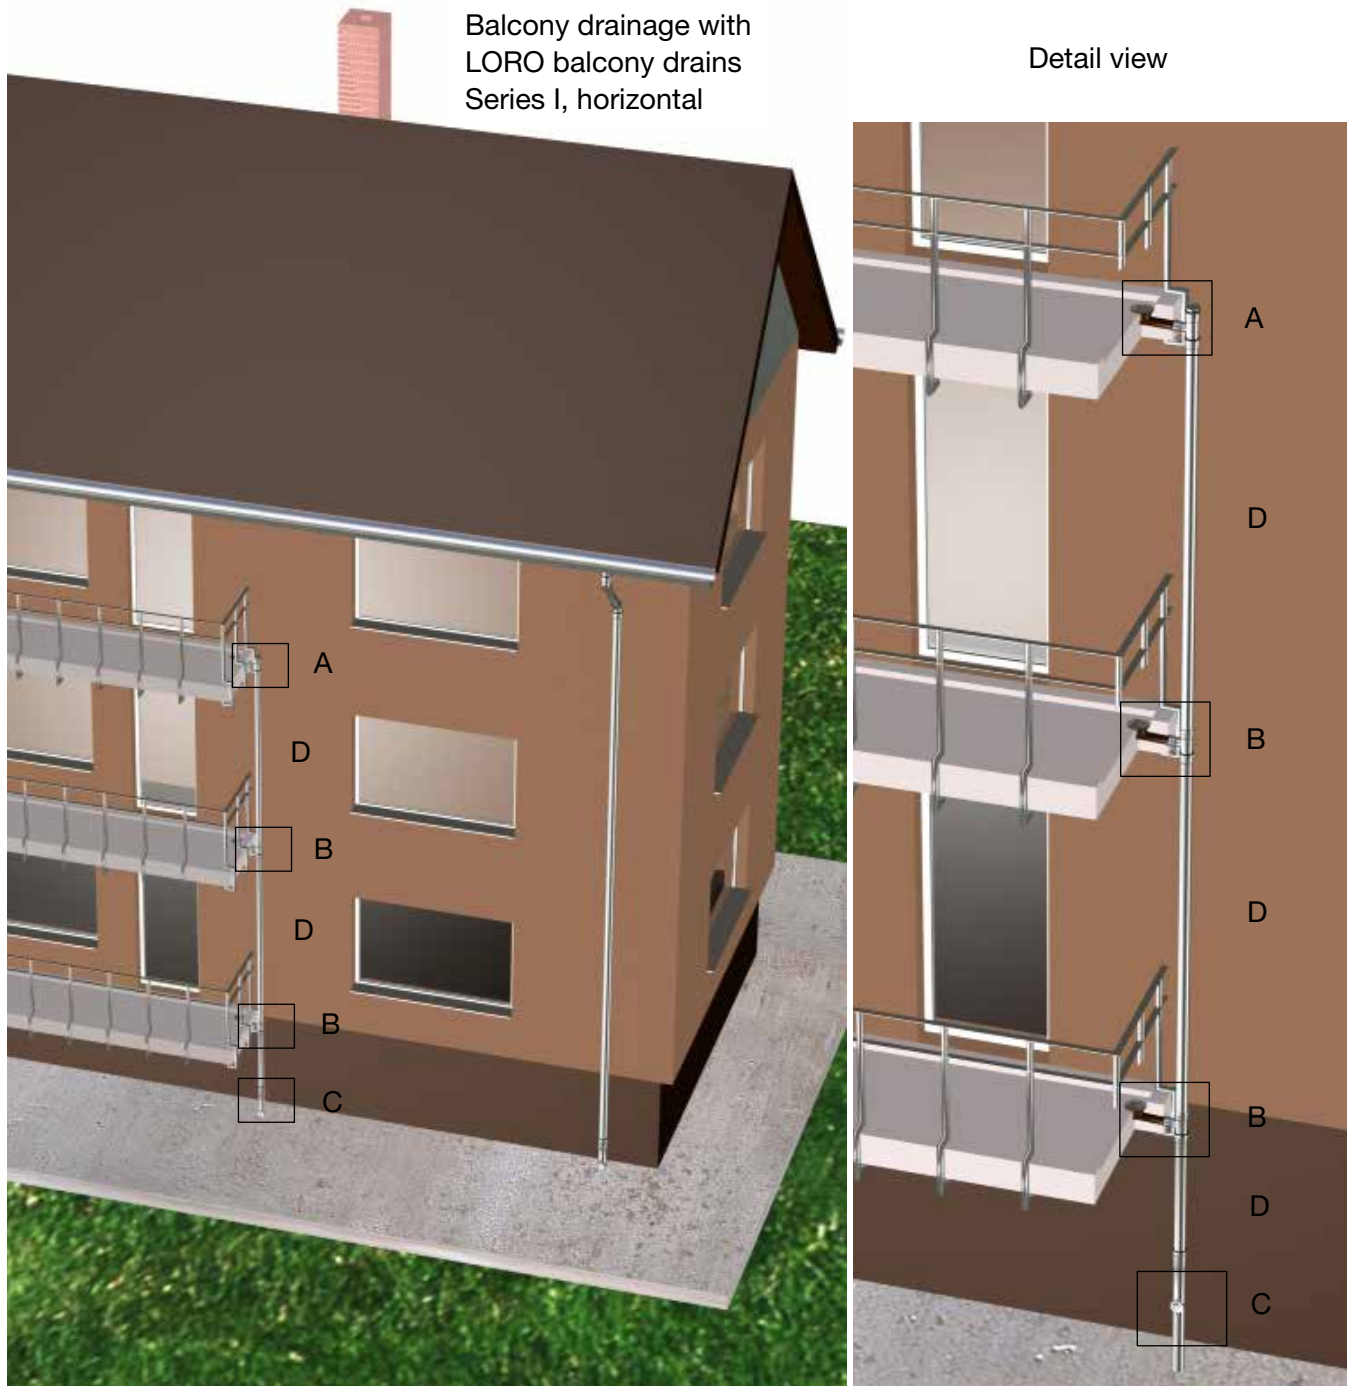 Balcony drainage with
LORO balcony drains
Series I, horizontal
A
D
B
D
B
C
Detail view
A
D
B
D
B
D
C